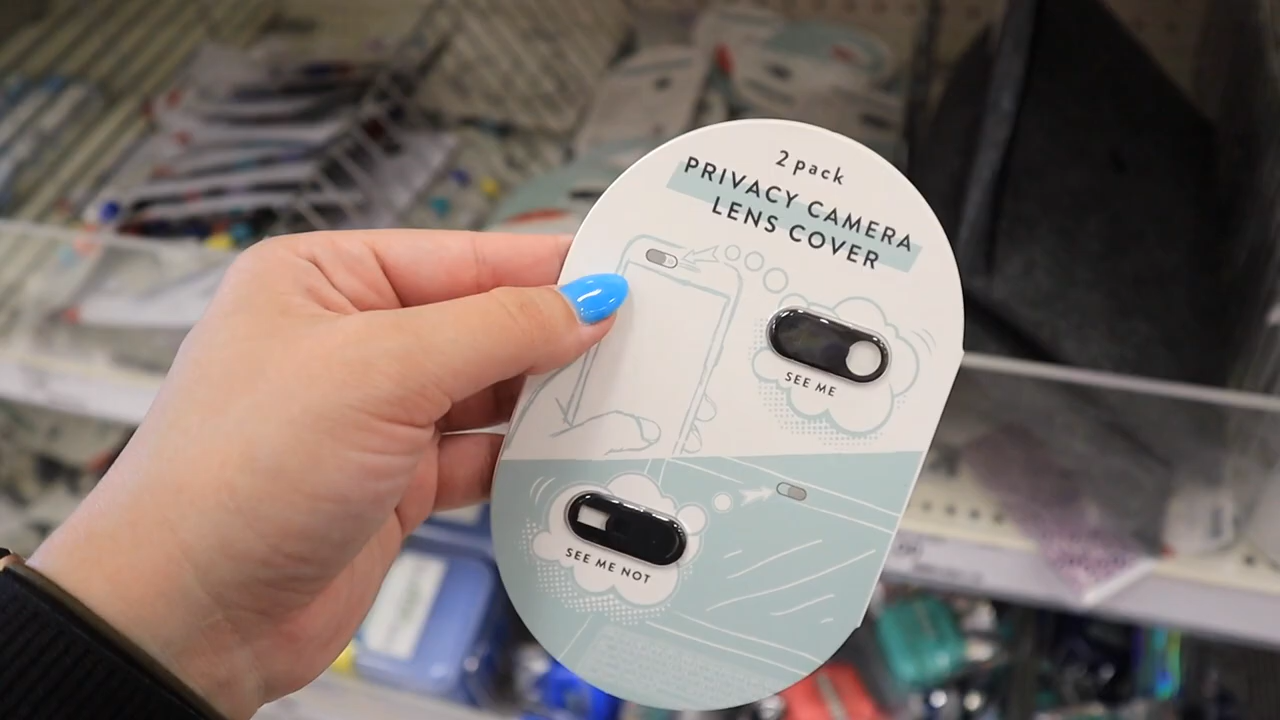 2 pack
PRIVACY CAMERA
LENS COVER
SEE ME
SEE ME NOT